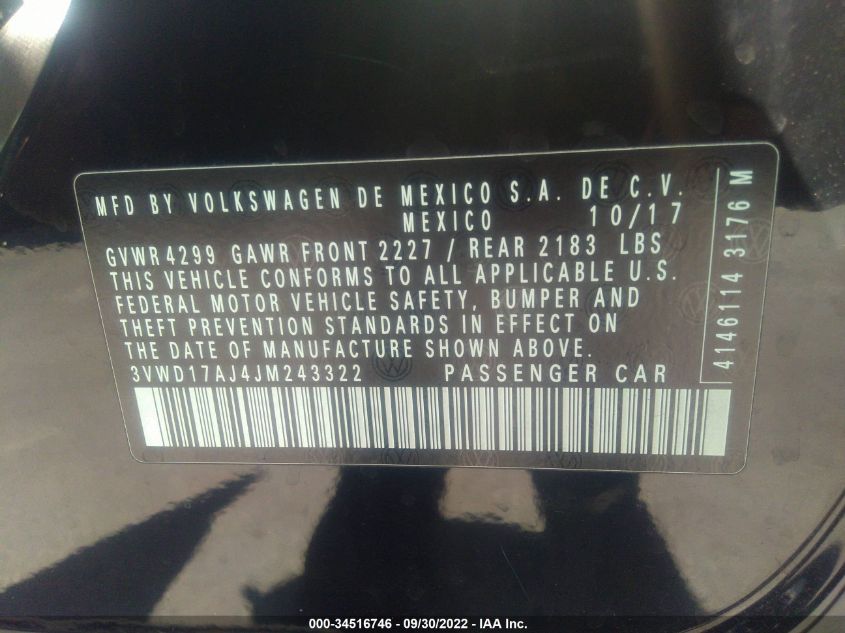 MFD BY VOLKSWAGEN DE MEXICO S.A. DE C.V.
MEXICO 10/17
GVWR 4299 GAWR FRONT 2227 / REAR 2183 LBS
THIS VEHICLE CONFORMS TO ALL APPLICABLE U.S.
FEDERAL MOTOR VEHICLE SAFETY, BUMPER AND
THEFT PREVENTION STANDARDS IN EFFECT ON
THE DATE OF MANUFACTURE SHOWN ABOVE.
3VWD17AJ4JM243322 PASSENGER CAR
4146114 3176 M
000-34516746 - 09/30/2022 - IAA Inc.